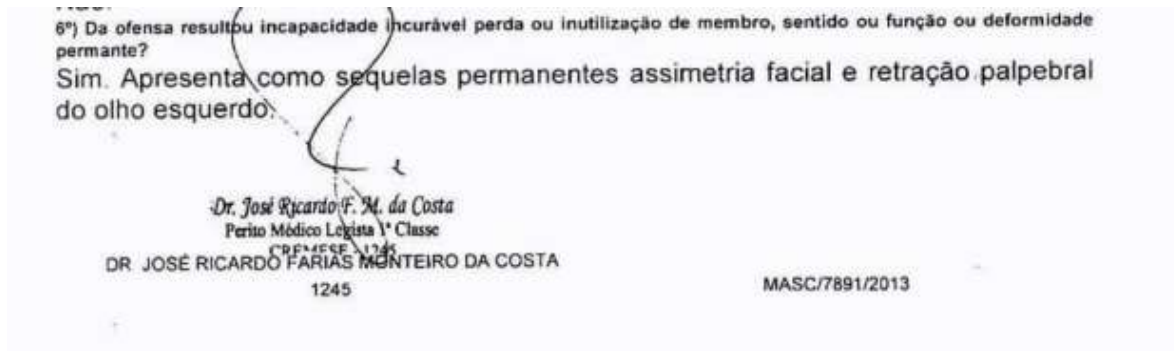 6º) Da ofensa resultou incapacidade incurável perda ou inutilização de membro, sentido ou função ou deformidade
permante?
Sim. Apresenta como sequelas permanentes assimetria facial e retração palpebral
do olho esquerdo.
Dr. José Ricardo F. M. da Costa
Perito Médico Legista 1ª Classe
CREMESE - 1245
DR JOSÉ RICARDO FARIAS MONTEIRO DA COSTA
1245
MASC/7891/2013